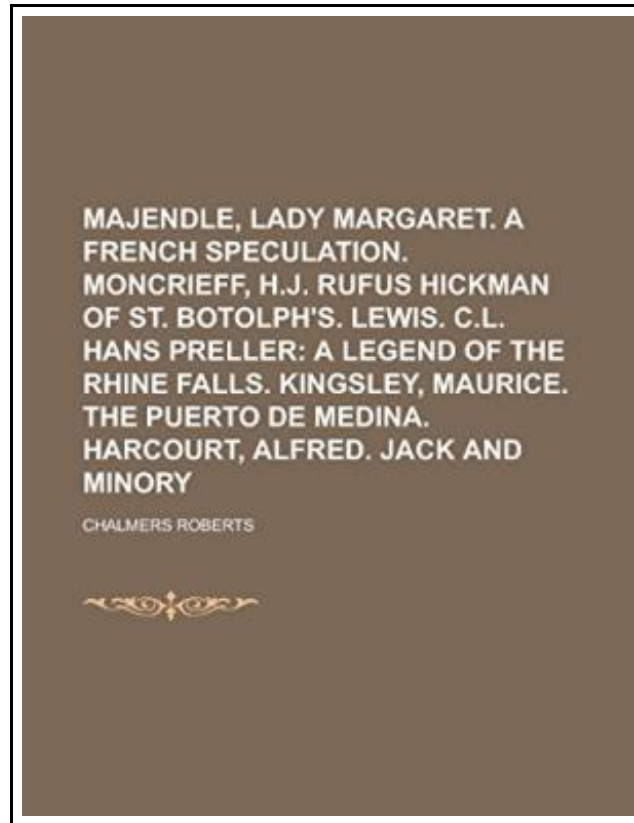 MAJENDLE, LADY MARGARET. A
FRENCH SPECULATION.
MONCRIEFF, H.J. RUFUS HICKMAN
OF ST. BOTOLPH'S. LEWIS. C.L.
HANS PRELLER: A LEGEND OF THE
RHINE FALLS. KINGSLEY, MAURICE.
THE PUERTO DE MEDINA.
HARCOURT, ALFRED. JACK AND
MINORY
CHALMERS ROBERTS